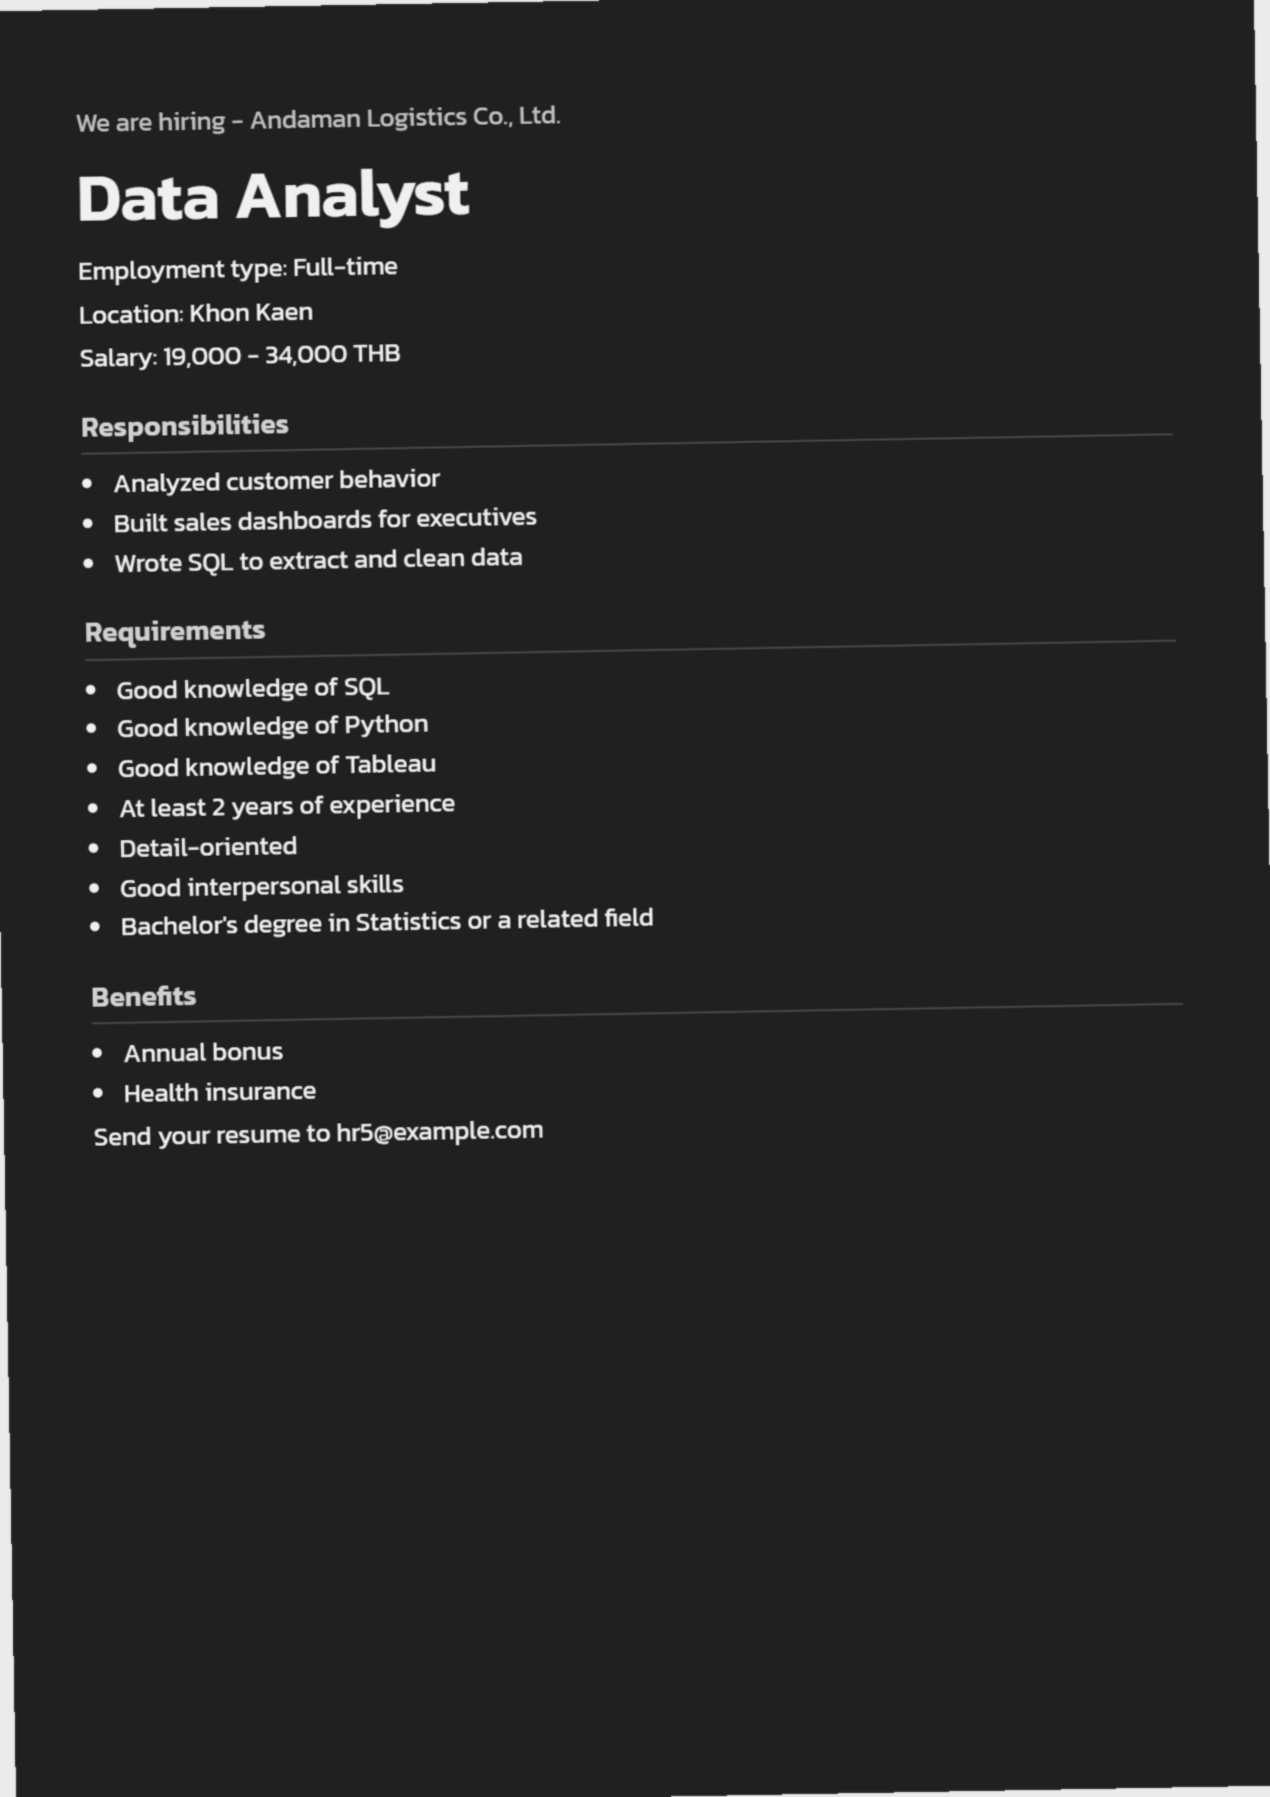 We are hiring - Andaman Logistics Co., Ltd.
Data Analyst
Employment type: Full-time
Location: Khon Kaen
Salary: 19,000 - 34,000 THB
Responsibilities
• Analyzed customer behavior
• Built sales dashboards for executives
• Wrote SQL to extract and clean data
Requirements
• Good knowledge of SQL
• Good knowledge of Python
• Good knowledge of Tableau
• At least 2 years of experience
• Detail-oriented
• Good interpersonal skills
• Bachelor's degree in Statistics or a related field
Benefits
• Annual bonus
• Health insurance
Send your resume to hr5@example.com